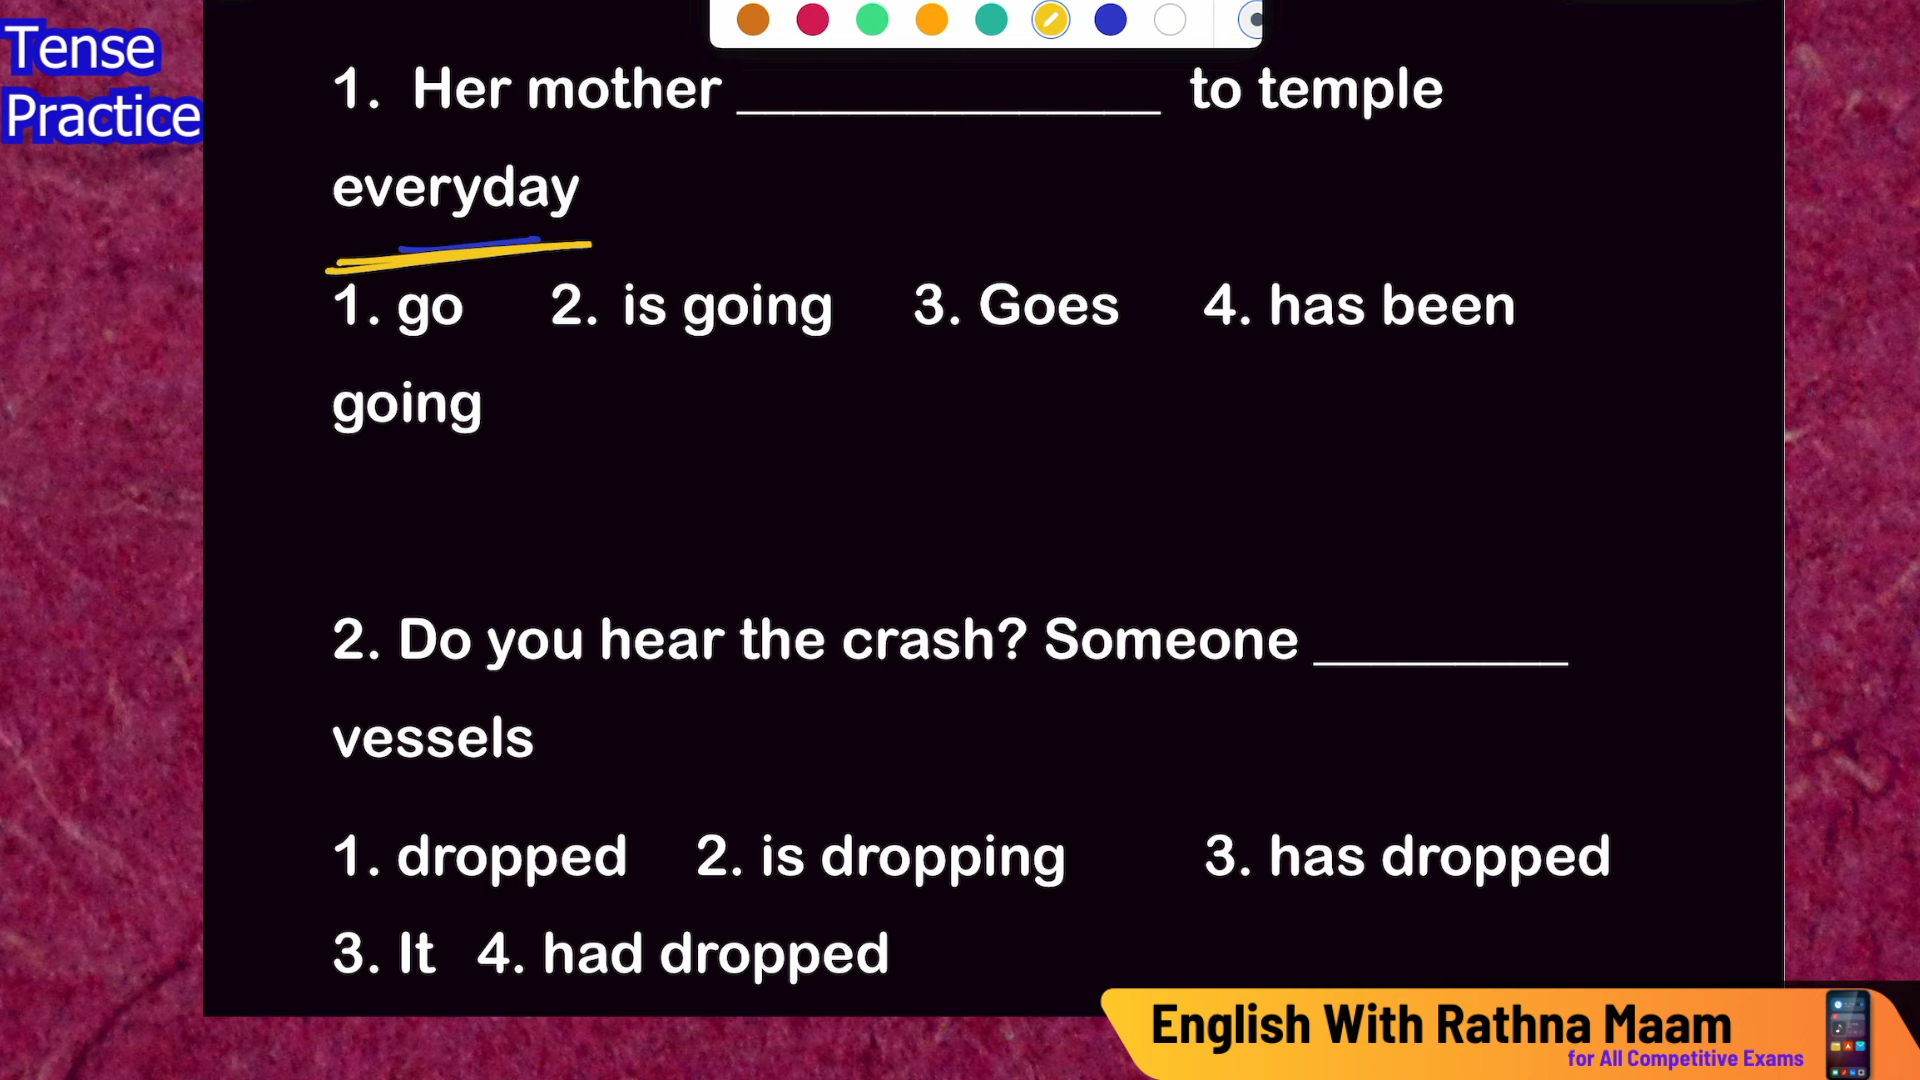 Tense
Practice
1. Her mother _______________ to temple
everyday
1. go 2. is going 3. Goes 4. has been
going
2. Do you hear the crash? Someone _________
vessels
1. dropped 2. is dropping 3. has dropped
3. It 4. had dropped
English With Rathna Maam
for All Competitive Exams